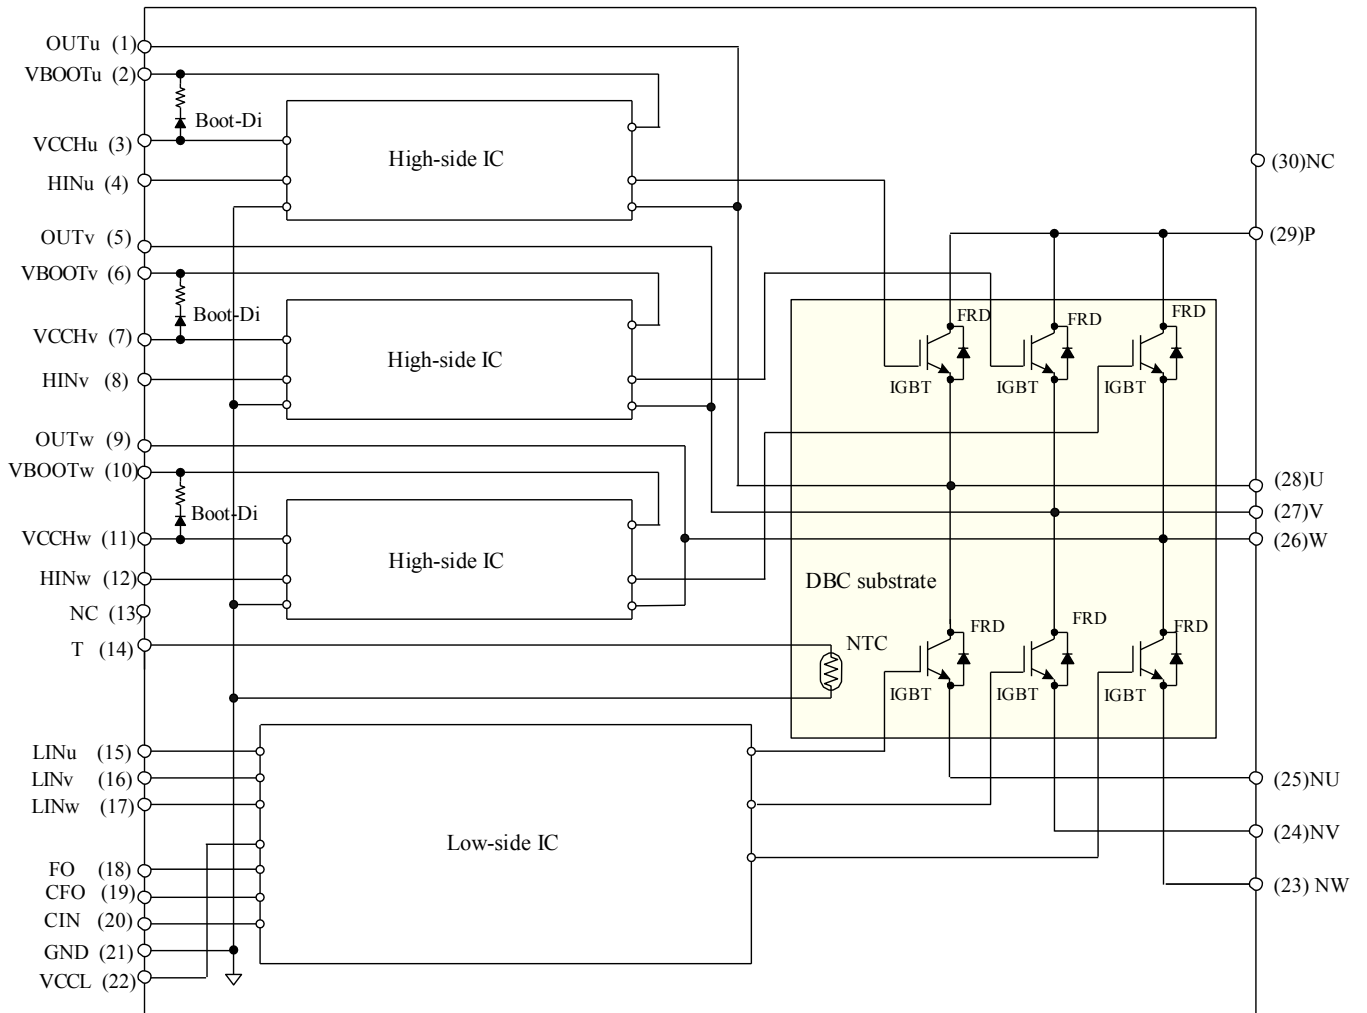 OUTu (1)
VBOOTu (2)
Boot-Di
VCCHu (3)
High-side IC
(30)NC
HINu (4)
OUTv (5)
(29)P
VBOOTv (6)
Boot-Di
FRD
FRD
FRD
VCCHv (7)
High-side IC
HINv (8)
IGBT
IGBT
IGBT
OUTw (9)
VBOOTw (10)
(28)U
Boot-Di
(27)V
VCCHw (11)
(26)W
High-side IC
HINw (12)
DBC substrate
NC (13)
FRD
FRD
FRD
T (14)
NTC
IGBT
IGBT
IGBT
LINu (15)
LINv (16)
(25)NU
LINw (17)
(24)NV
Low-side IC
FO (18)
CFO (19)
(23) NW
CIN (20)
GND (21)
VCCL (22)